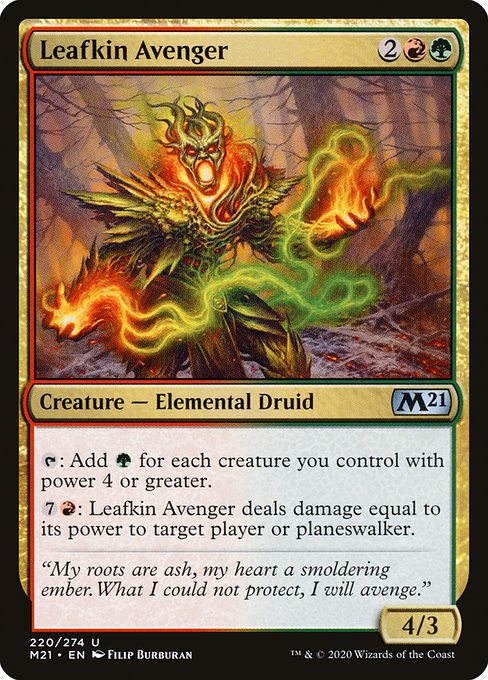 Leafkin Avenger 2
Creature — Elemental Druid M21
: Add for each creature you control with
power 4 or greater.
7 : Leafkin Avenger deals damage equal to
its power to target player or planeswalker.
“My roots are ash, my heart a smoldering
ember. What I could not protect, I will avenge.”
4/3
220/274 U
M21 • EN Filip Burburan ™ & © 2020 Wizards of the Coast